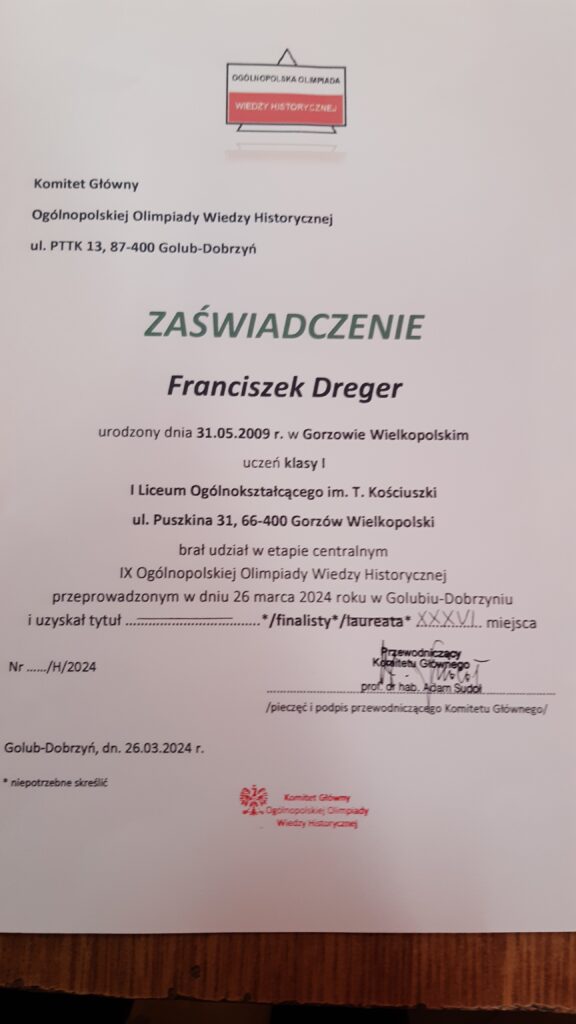 OGÓLNOPOLSKA OLIMPIADA
WIEDZY HISTORYCZNEJ
Komitet Główny
Ogólnopolskiej Olimpiady Wiedzy Historycznej
ul. PTTK 13, 87-400 Golub-Dobrzyń
ZAŚWIADCZENIE
Franciszek Dreger
urodzony dnia 31.05.2009 r. w Gorzowie Wielkopolskim
uczeń klasy I
I Liceum Ogólnokształcącego im. T. Kościuszki
ul. Puszkina 31, 66-400 Gorzów Wielkopolski
brał udział w etapie centralnym
IX Ogólnopolskiej Olimpiady Wiedzy Historycznej
przeprowadzonym w dniu 26 marca 2024 roku w Golubiu-Dobrzyniu
i uzyskał tytuł ..............................*/finalisty*/laureata* XXXVI miejsca
Przewodniczący
Komitetu Głównego
Nr ....../H/2024
prof. dr hab. Adam Sudoł
/pieczęć i podpis przewodniczącego Komitetu Głównego/
Golub-Dobrzyń, dn. 26.03.2024 r.
* niepotrzebne skreślić
Komitet Główny
Ogólnopolskiej Olimpiady
Wiedzy Historycznej